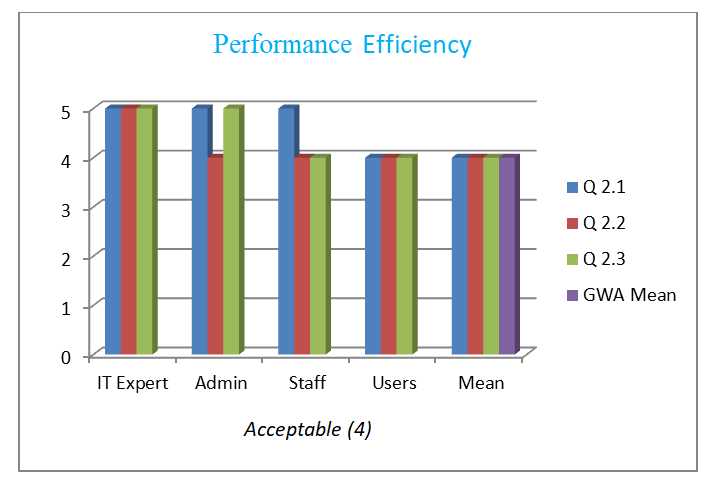 Performance Efficiency
5
4
3
2
1
0
IT Expert Admin Staff Users Mean
Q 2.1
Q 2.2
Q 2.3
GWA Mean
Acceptable (4)